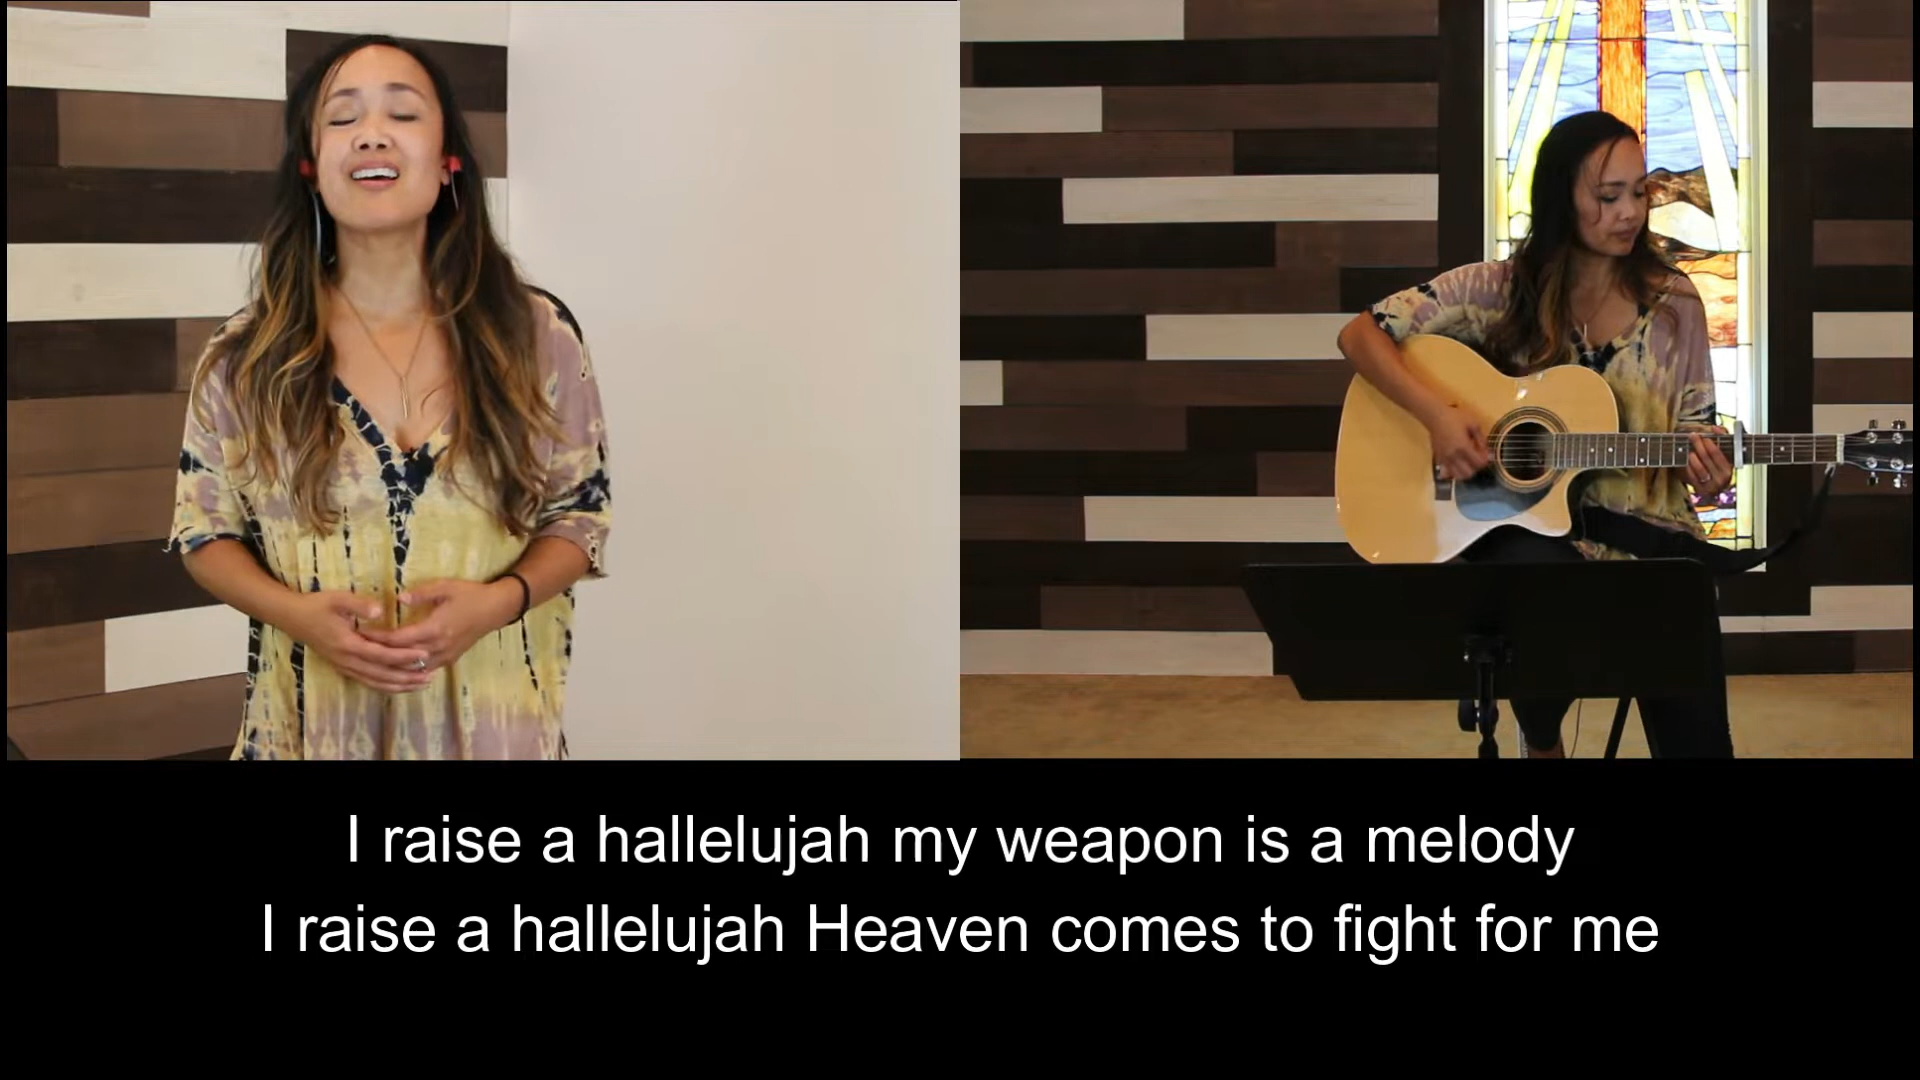 I raise a hallelujah my weapon is a melody
I raise a hallelujah Heaven comes to fight for me